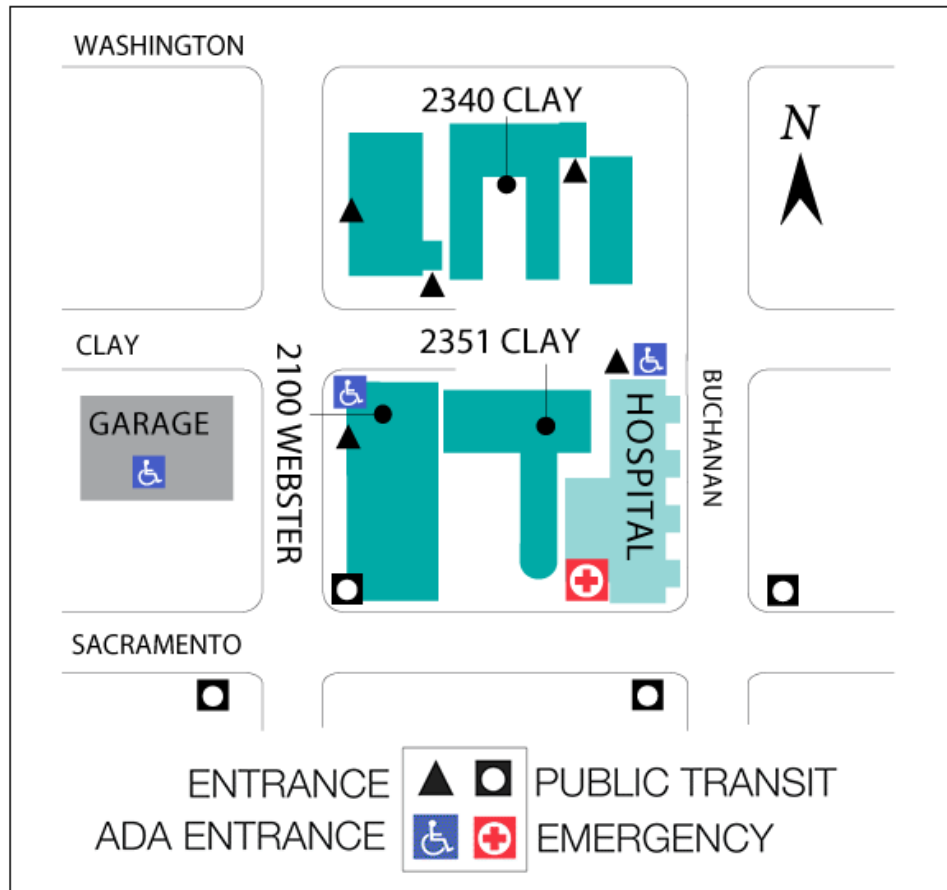 WASHINGTON
2340 CLAY
N
CLAY
2351 CLAY
2100 WEBSTER
GARAGE
HOSPITAL
BUCHANAN
SACRAMENTO
ENTRANCE PUBLIC TRANSIT
ADA ENTRANCE EMERGENCY